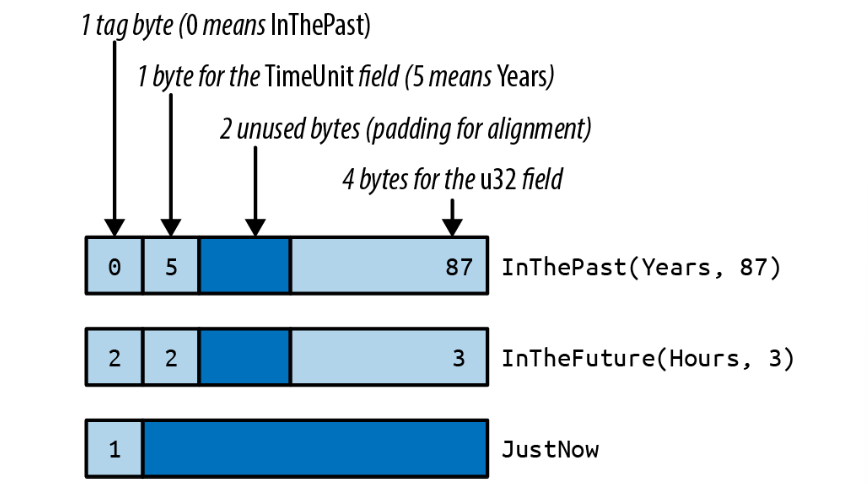 1 tag byte (0 means InThePast)
1 byte for the TimeUnit field (5 means Years)
2 unused bytes (padding for alignment)
4 bytes for the u32 field
0 5 87 InThePast(Years, 87)
2 2 3 InTheFuture(Hours, 3)
1 JustNow